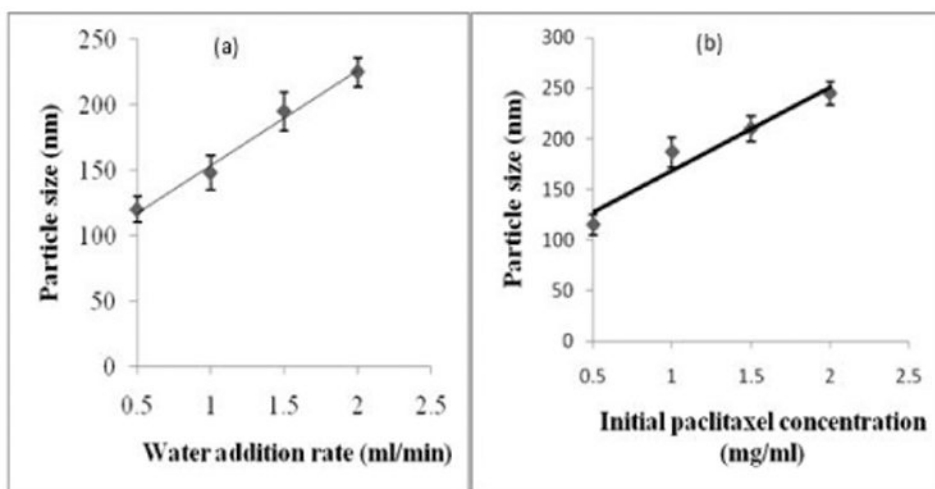 (a)
250
200
150
100
50
0
0.5 1 1.5 2 2.5
Particle size (nm)
Water addition rate (ml/min)
(b)
300
250
200
150
100
50
0
0.5 1 1.5 2 2.5
Particle size (nm)
Initial paclitaxel concentration
(mg/ml)